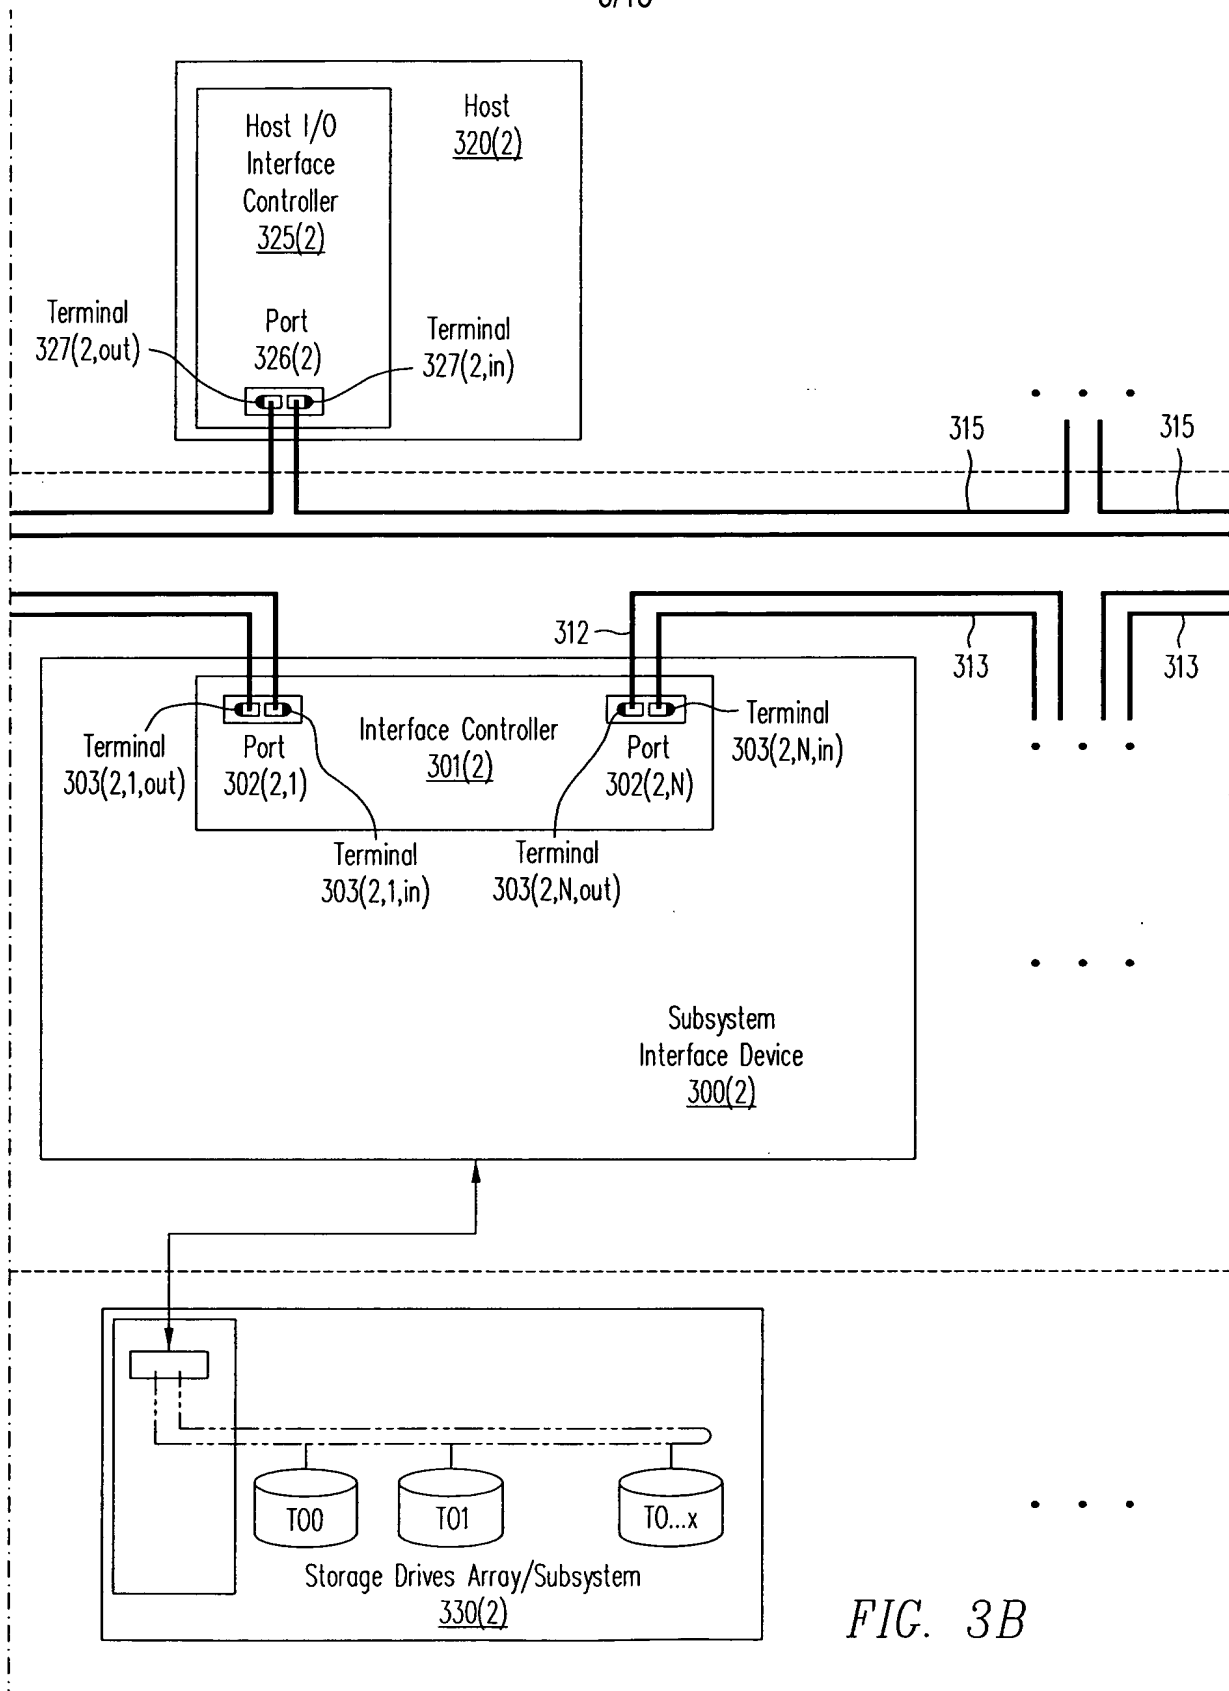 Host
320(2)
Host I/O
Interface
Controller
325(2)
Terminal
327(2,out)
Port
326(2)
Terminal
327(2,in)
315
315
312
313
313
Terminal
303(2,1,out)
Port
302(2,1)
Interface Controller
301(2)
Port
302(2,N)
Terminal
303(2,N,in)
Terminal
303(2,1,in)
Terminal
303(2,N,out)
Subsystem
Interface Device
300(2)
T00
T01
T0...x
Storage Drives Array/Subsystem
330(2)
FIG. 3B